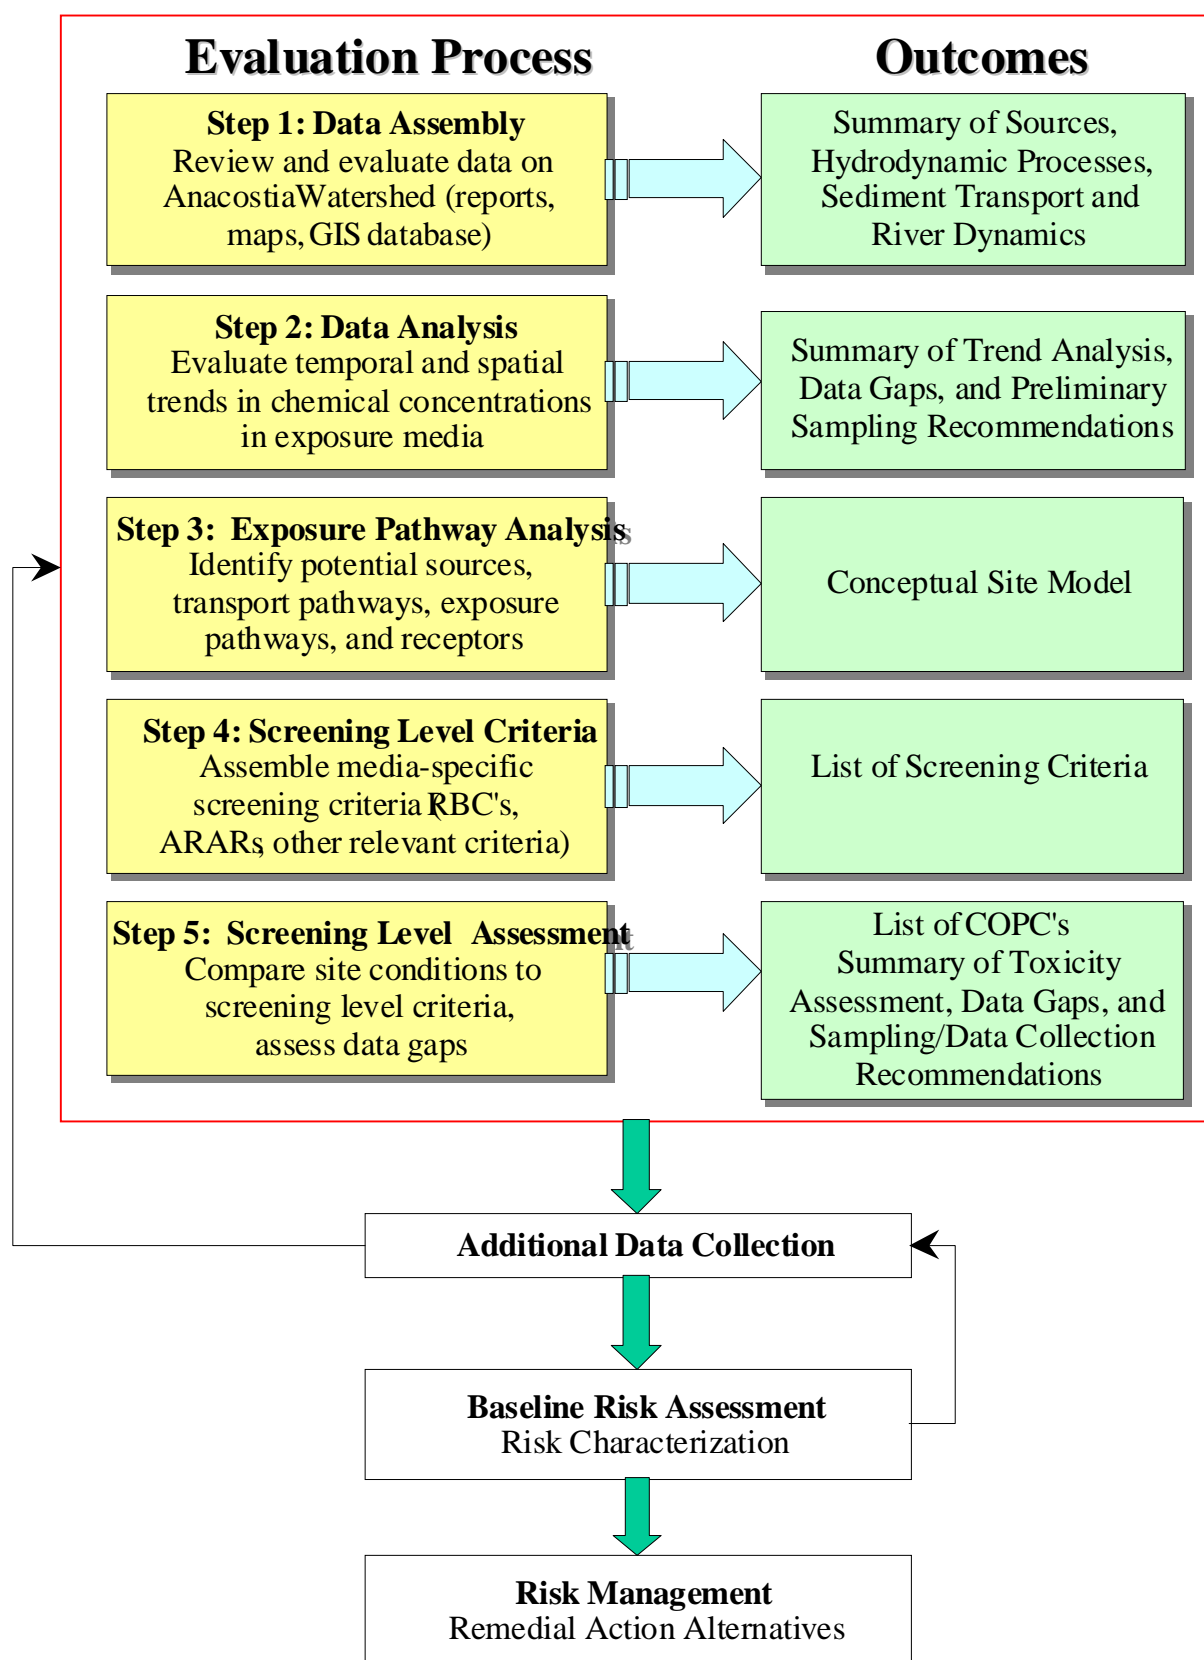 Evaluation Process
Outcomes
Step 1: Data Assembly
Review and evaluate data on
AnacostiaWatershed (reports,
maps, GIS database)
Summary of Sources,
Hydrodynamic Processes,
Sediment Transport and
River Dynamics
Step 2: Data Analysis
Evaluate temporal and spatial
trends in chemical concentrations
in exposure media
Summary of Trend Analysis,
Data Gaps, and Preliminary
Sampling Recommendations
Step 3: Exposure Pathway Analysis
Identify potential sources,
transport pathways, exposure
pathways, and receptors
Conceptual Site Model
Step 4: Screening Level Criteria
Assemble media-specific
screening criteria (RBC's,
ARARs, other relevant criteria)
List of Screening Criteria
Step 5: Screening Level Assessment
Compare site conditions to
screening level criteria,
assess data gaps
List of COPC's
Summary of Toxicity
Assessment, Data Gaps, and
Sampling/Data Collection
Recommendations
Additional Data Collection
Baseline Risk Assessment
Risk Characterization
Risk Management
Remedial Action Alternatives